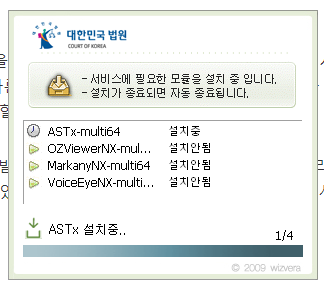 대한민국 법원
COURT OF KOREA
- 서비스에 필요한 모듈을 설치 중 입니다.
- 설치가 종료되면 자동 종료됩니다.
ASTx-multi64 설치중
OZViewerNX-mul... 설치안됨
MarkanyNX-multi64 설치안됨
VoiceEyeNX-multi... 설치안됨
ASTx 설치중..
1/4
© 2009 wizvera